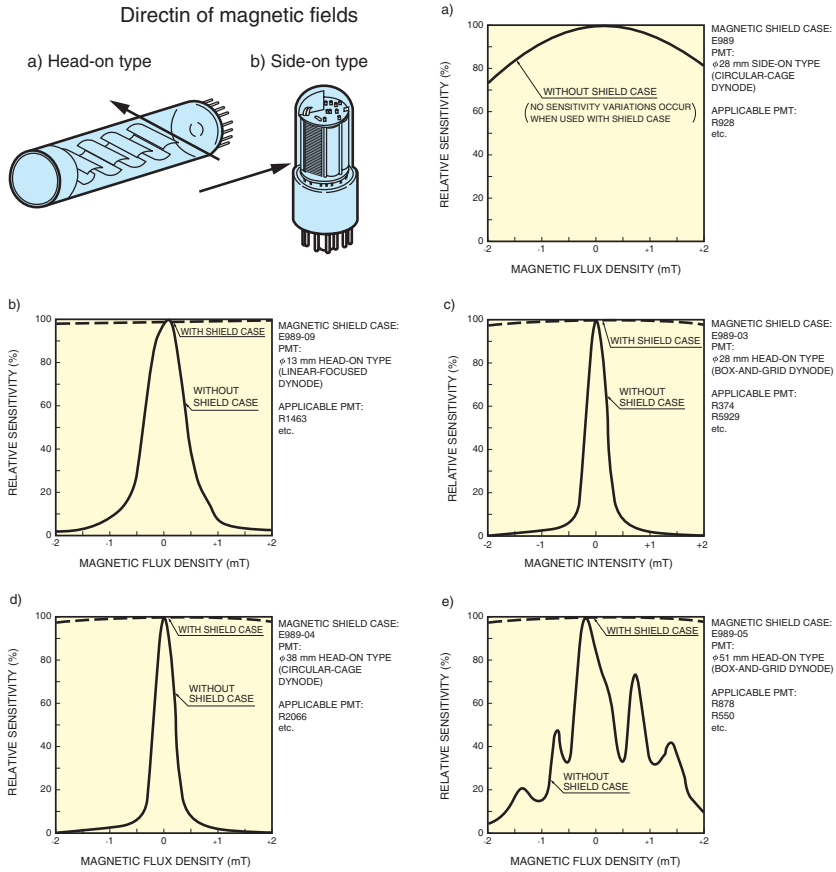 Directin of magnetic fields
a) Head-on type
b) Side-on type
a)
RELATIVE SENSITIVITY (%)
100
80
60
40
20
0
WITHOUT SHIELD CASE
(NO SENSITIVITY VARIATIONS OCCUR
WHEN USED WITH SHIELD CASE)
-2
-1
0
+1
+2
MAGNETIC FLUX DENSITY (mT)
MAGNETIC SHIELD CASE:
E989
PMT:
φ28 mm SIDE-ON TYPE
(CIRCULAR-CAGE
DYNODE)
APPLICABLE PMT:
R928
etc.
b)
RELATIVE SENSITIVITY (%)
100
80
60
40
20
0
WITH SHIELD CASE
WITHOUT
SHIELD CASE
-2
-1
0
+1
+2
MAGNETIC FLUX DENSITY (mT)
MAGNETIC SHIELD CASE:
E989-09
PMT:
φ13 mm HEAD-ON TYPE
(LINEAR-FOCUSED
DYNODE)
APPLICABLE PMT:
R1463
etc.
c)
RELATIVE SENSITIVITY (%)
100
80
60
40
20
0
WITH SHIELD CASE
WITHOUT
SHIELD CASE
-2
-1
0
+1
+2
MAGNETIC INTENSITY (mT)
MAGNETIC SHIELD CASE:
E989-03
PMT:
φ28 mm HEAD-ON TYPE
(BOX-AND-GRID DYNODE)
APPLICABLE PMT:
R374
R5929
etc.
d)
RELATIVE SENSITIVITY (%)
100
80
60
40
20
0
WITH SHIELD CASE
WITHOUT
SHIELD CASE
-2
-1
0
+1
+2
MAGNETIC FLUX DENSITY (mT)
MAGNETIC SHIELD CASE:
E989-04
PMT:
φ38 mm HEAD-ON TYPE
(CIRCULAR-CAGE
DYNODE)
APPLICABLE PMT:
R2066
etc.
e)
RELATIVE SENSITIVITY (%)
100
80
60
40
20
0
WITH SHIELD CASE
WITHOUT
SHIELD CASE
-2
-1
0
+1
+2
MAGNETIC FLUX DENSITY (mT)
MAGNETIC SHIELD CASE:
E989-05
PMT:
φ51 mm HEAD-ON TYPE
(BOX-AND-GRID DYNODE)
APPLICABLE PMT:
R878
R550
etc.